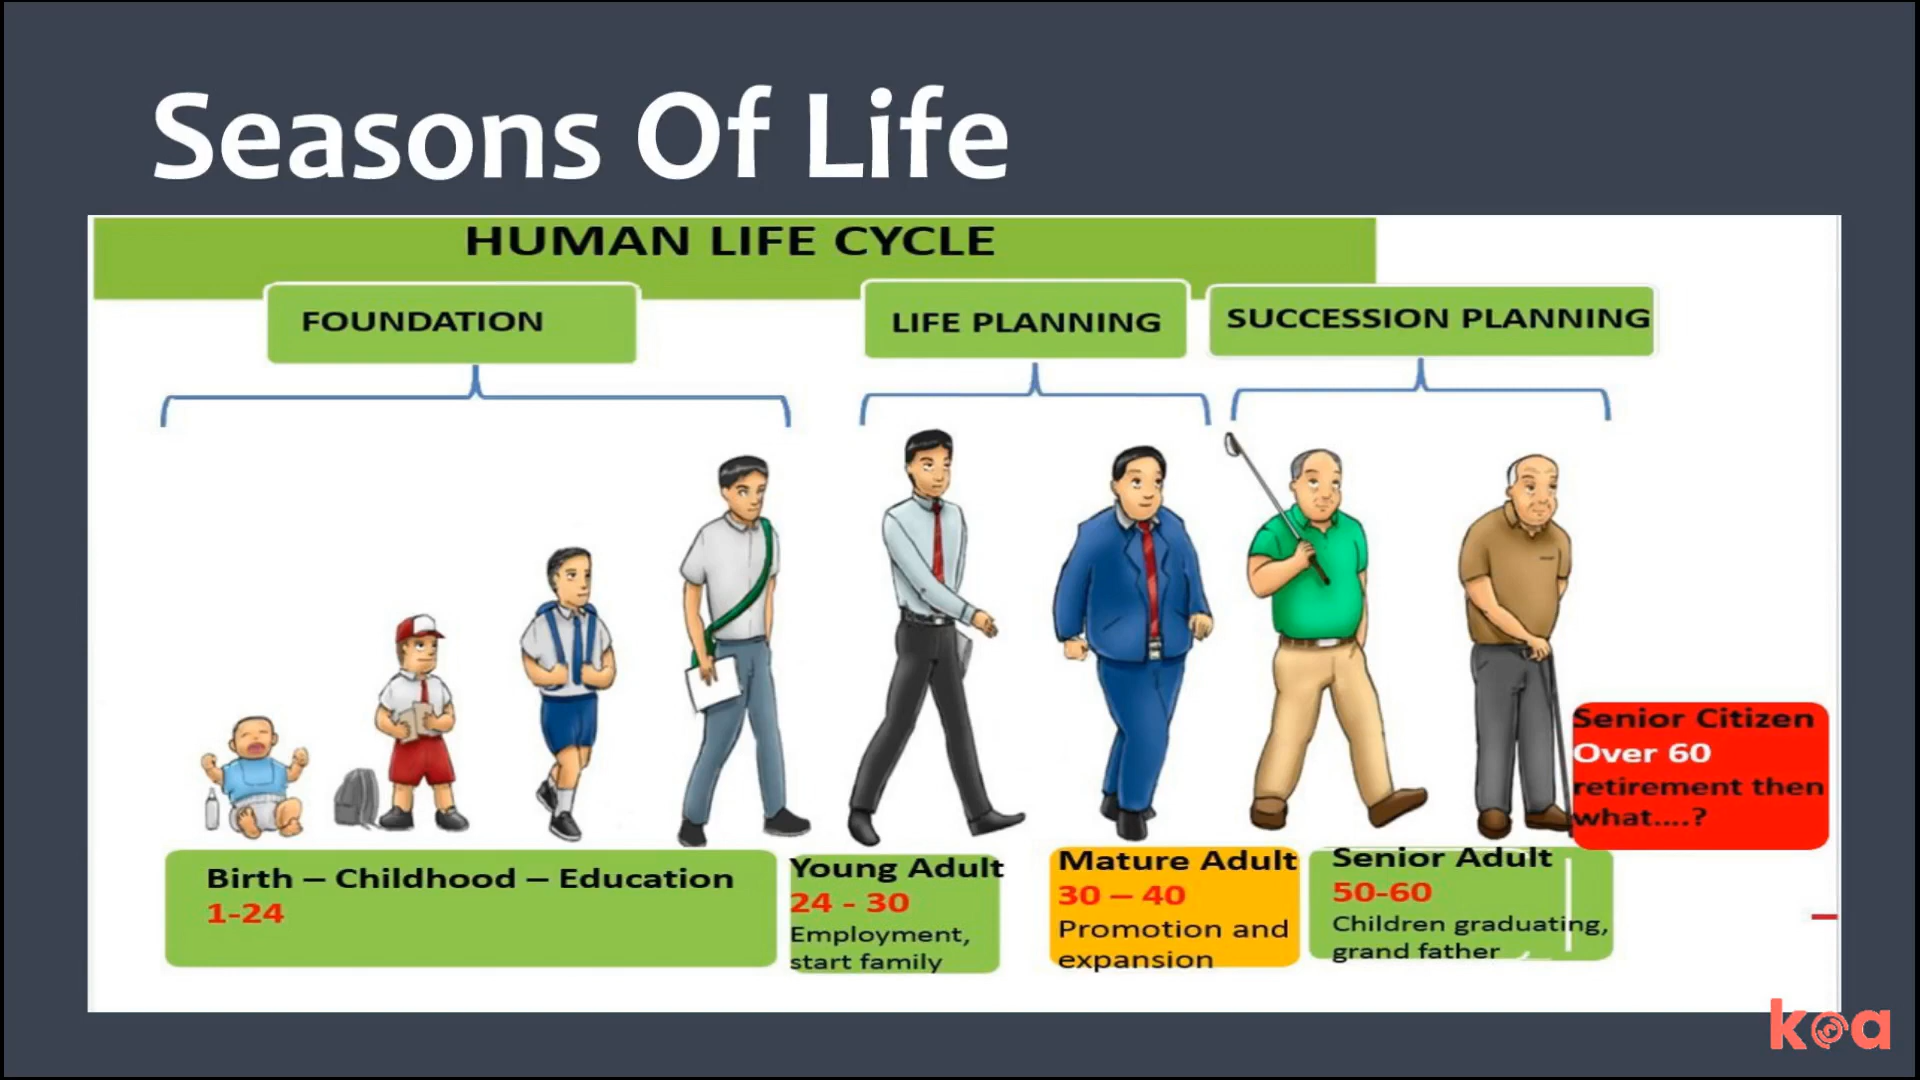 Seasons Of Life
HUMAN LIFE CYCLE
FOUNDATION
LIFE PLANNING
SUCCESSION PLANNING
Birth – Childhood – Education
1-24
Young Adult
24 - 30
Employment,
start family
Mature Adult
30 – 40
Promotion and
expansion
Senior Adult
50-60
Children graduating,
grand father
Senior Citizen
Over 60
retirement then
what....?
koa